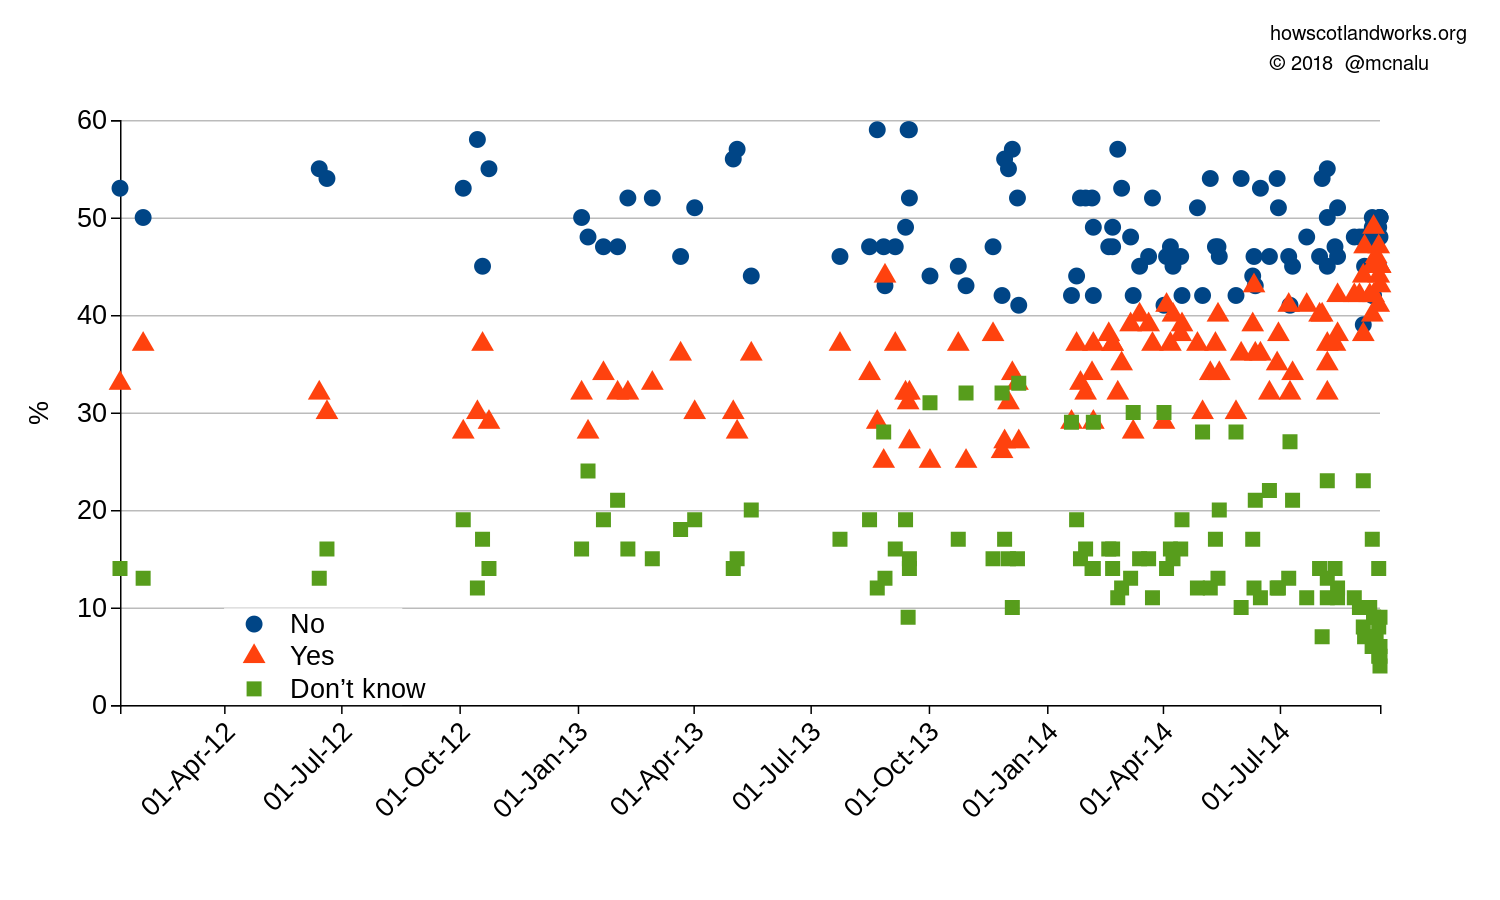 howscotlandworks.org
© 2018 @mcnalu
60
50
40
30
20
10
0
%
No
Yes
Don’t know
01-Apr-12
01-Jul-12
01-Oct-12
01-Jan-13
01-Apr-13
01-Jul-13
01-Oct-13
01-Jan-14
01-Apr-14
01-Jul-14